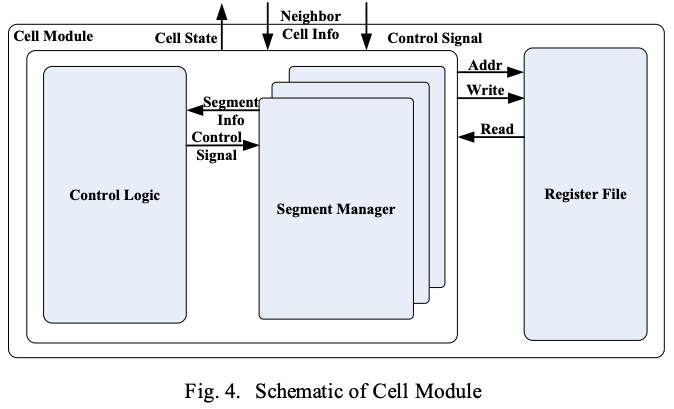 Neighbor
Cell Module
Cell State
Cell Info
Control Signal
Addr
Write
Read
Segment
Info
Control
Signal
Control Logic
Segment Manager
Register File
Fig. 4. Schematic of Cell Module